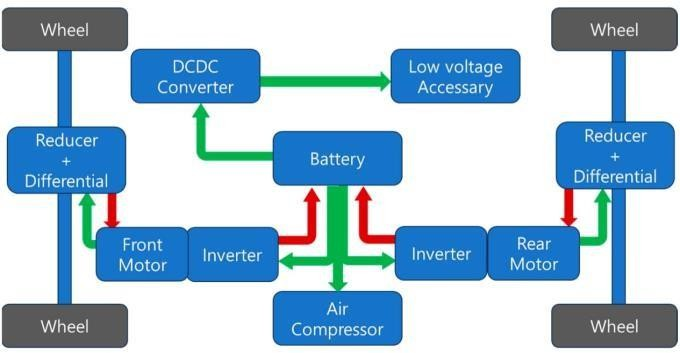 Wheel
Wheel
DCDC
Converter
Low voltage
Accessary
Reducer
+
Differential
Battery
Reducer
+
Differential
Front
Motor
Inverter
Inverter
Rear
Motor
Wheel
Air
Compressor
Wheel